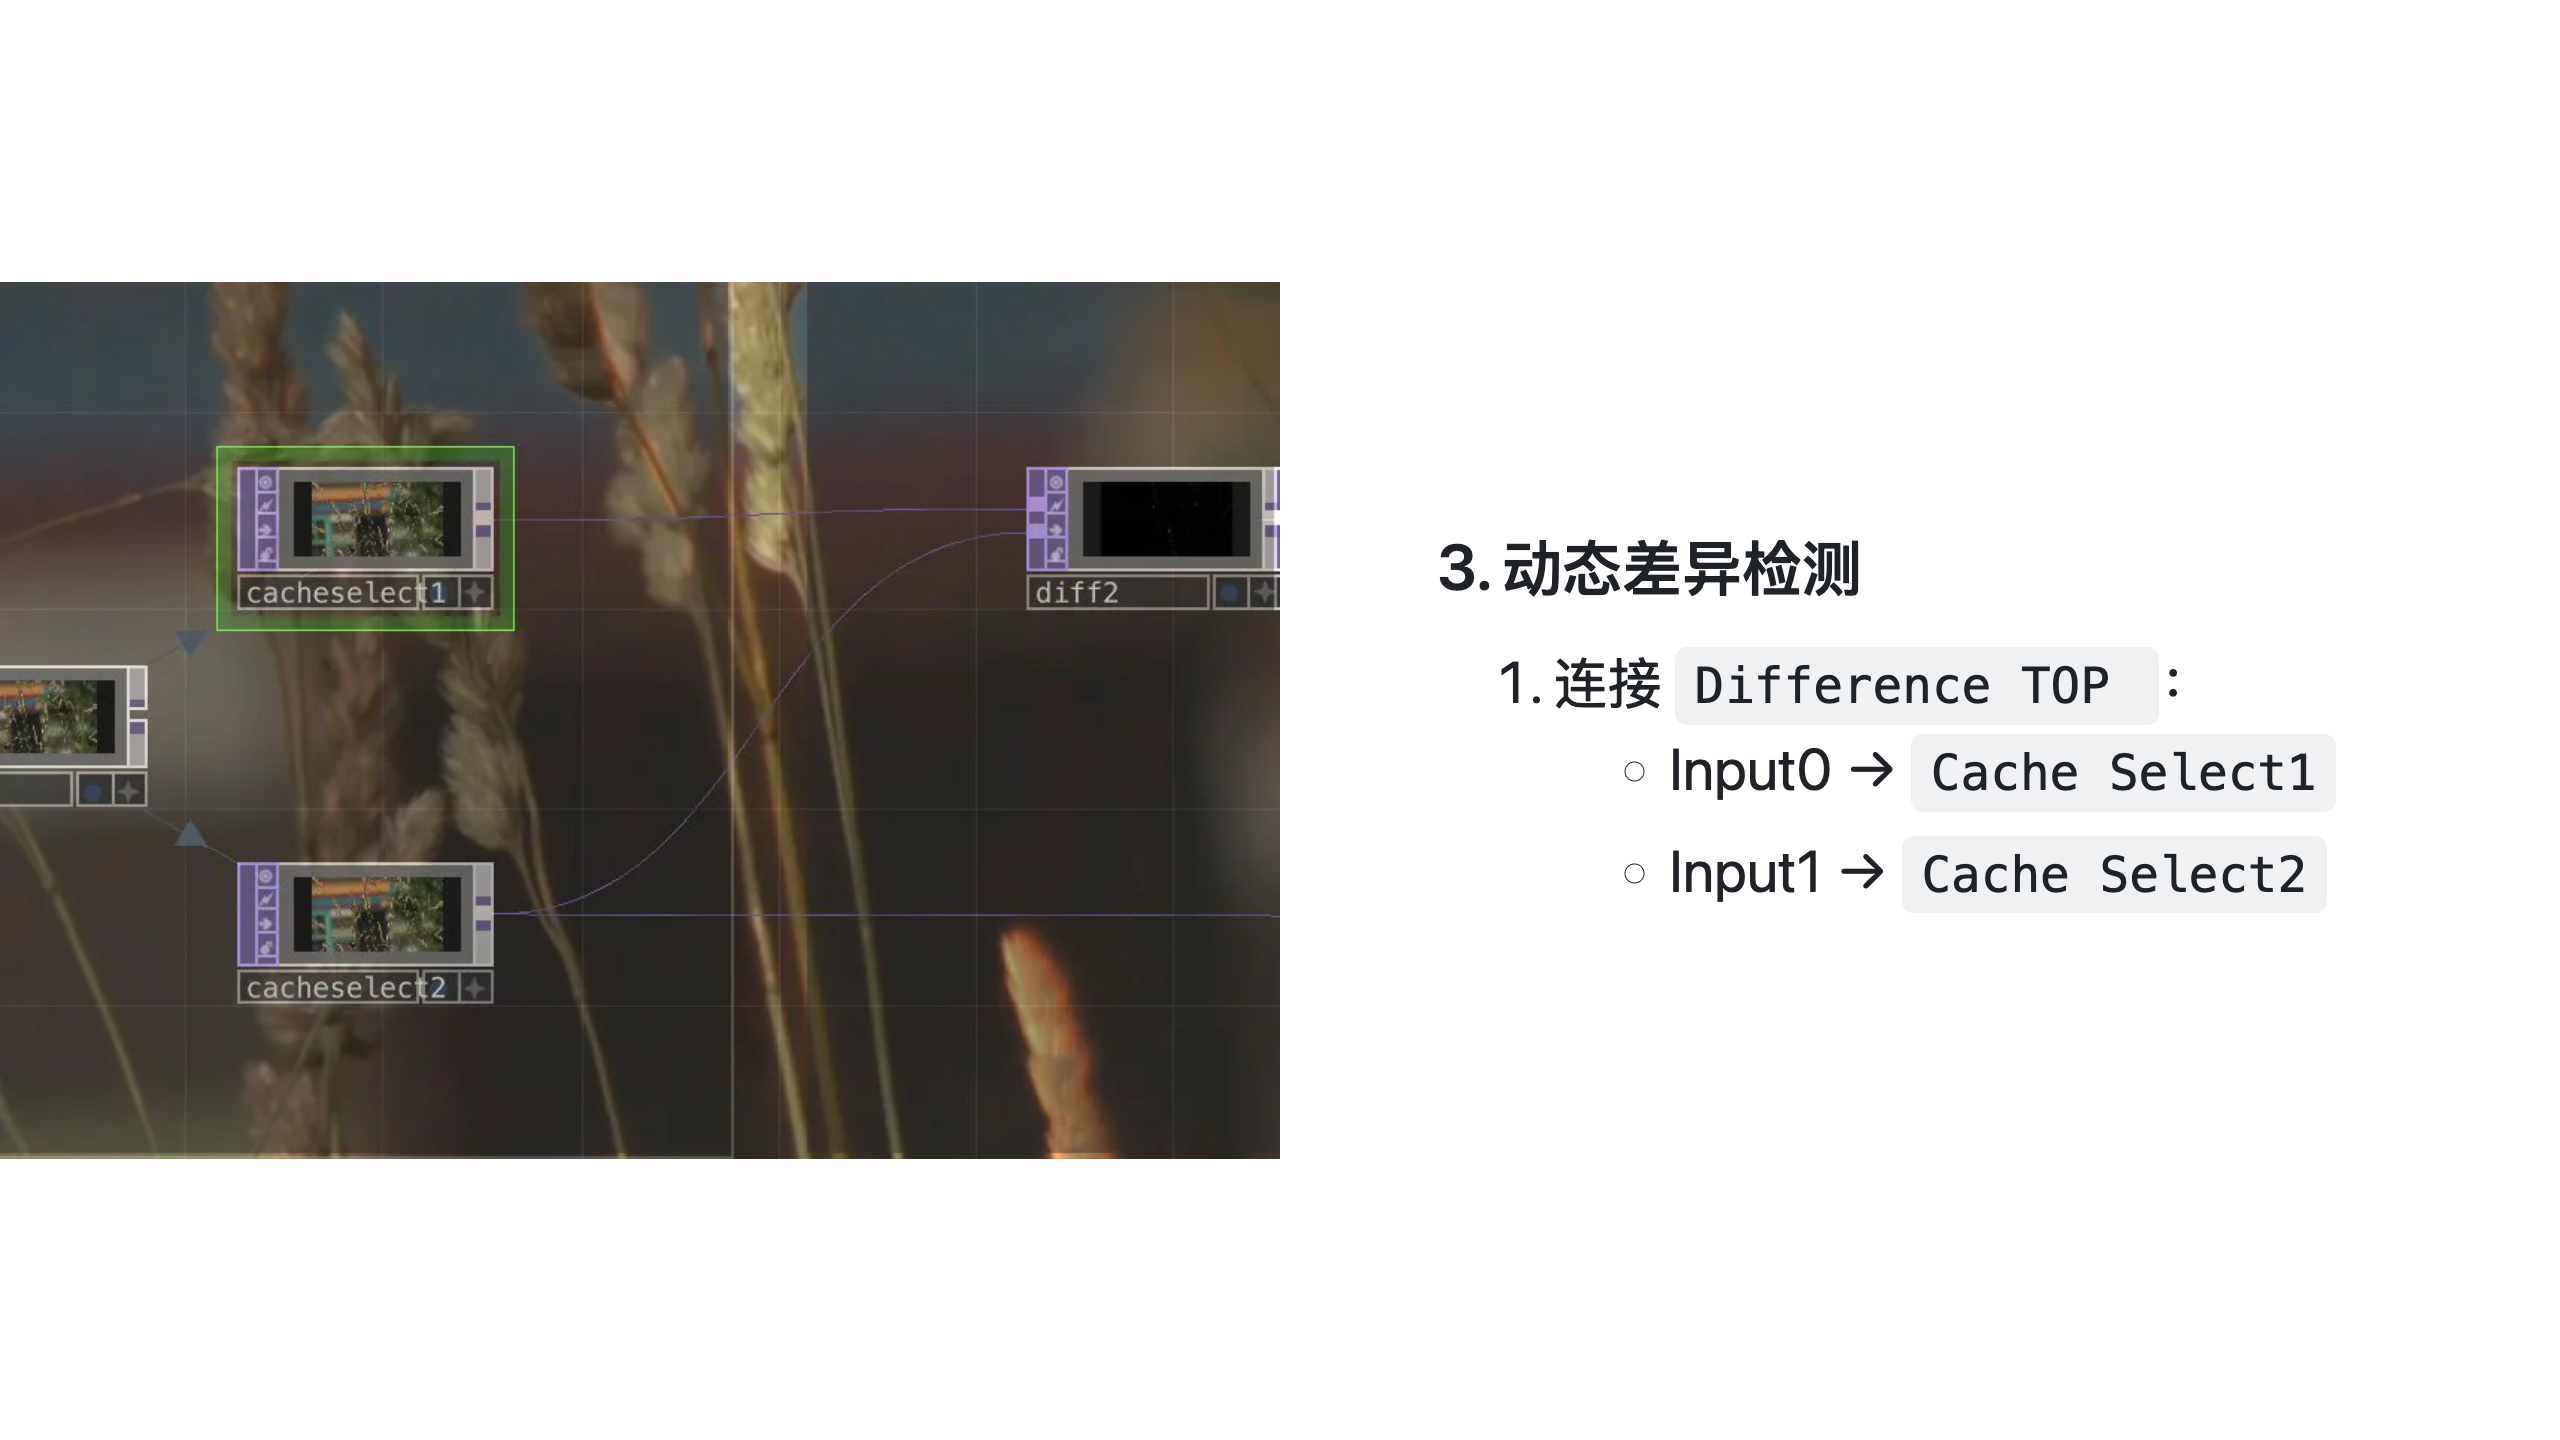 cacheselect1
diff2
cacheselect2
3. 动态差异检测
1. 连接 Difference TOP ：
○ Input0 → Cache Select1
○ Input1 → Cache Select2